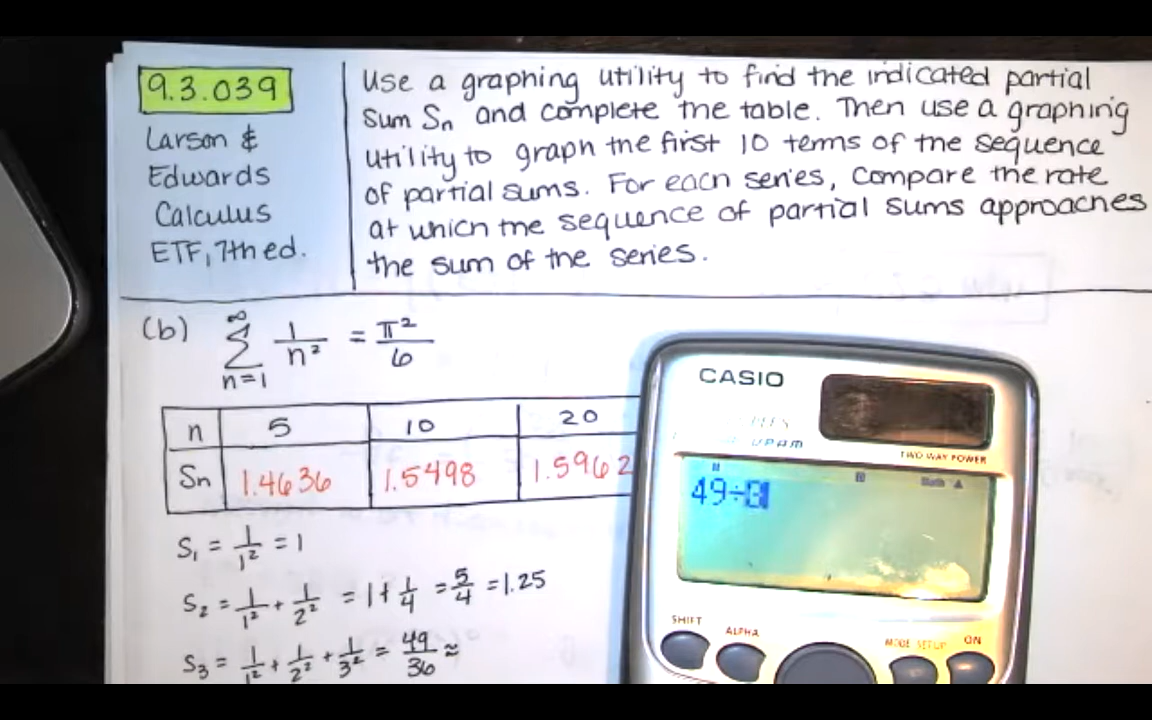 9.3.039
Larson &
Edwards
Calculus
ETF, 7th ed.
Use a graphing utility to find the indicated partial
sum Sn and complete the table. Then use a graphing
utility to graph the first 10 terms of the sequence
of partial sums. For each series, compare the rate
at which the sequence of partial sums approaches
the sum of the series.
(b) ∞ Σ n=1 1/n² = π²/6
n 5 10 20
Sn 1.4636 1.5498 1.5962
S₁ = 1/1² = 1
S₂ = 1/1² + 1/2² = 1 + 1/4 = 5/4 = 1.25
S₃ = 1/1² + 1/2² + 1/3² = 49/36 ≈
CASIO
TWO WAY POWER
Math ▲
49÷3
SHIFT
ALPHA
MODE SETUP
ON